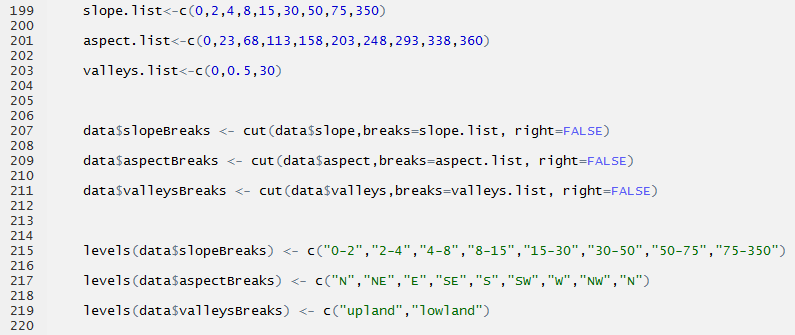 199 slope.list<-c(0,2,4,8,15,30,50,75,350)
200
201 aspect.list<-c(0,23,68,113,158,203,248,293,338,360)
202
203 valleys.list<-c(0,0.5,30)
204
205
206
207 data$slopeBreaks <- cut(data$slope,breaks=slope.list, right=FALSE)
208
209 data$aspectBreaks <- cut(data$aspect,breaks=aspect.list, right=FALSE)
210
211 data$valleysBreaks <- cut(data$valleys,breaks=valleys.list, right=FALSE)
212
213
214
215 levels(data$slopeBreaks) <- c("0-2","2-4","4-8","8-15","15-30","30-50","50-75","75-350")
216
217 levels(data$aspectBreaks) <- c("N","NE","E","SE","S","SW","W","NW","N")
218
219 levels(data$valleysBreaks) <- c("upland","lowland")
220